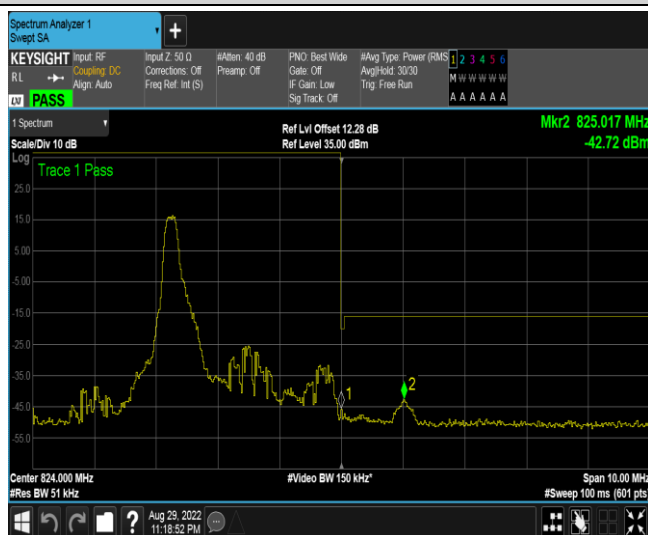 Spectrum Analyzer 1
Swept SA
+
KEYSIGHT
RL
LXI
PASS
Input: RF
Coupling: DC
Align: Auto
Input Z: 50 Ω
Corrections: Off
Freq Ref: Int (S)
#Atten: 40 dB
Preamp: Off
PNO: Best Wide
Gate: Off
IF Gain: Low
Sig Track: Off
#Avg Type: Power (RMS
Avg|Hold: 30/30
Trig: Free Run
1 2 3 4 5 6
M W W W W W
A A A A A A
1 Spectrum
Scale/Div 10 dB
Ref Lvl Offset 12.28 dB
Ref Level 35.00 dBm
Mkr2 825.017 MHz
-42.72 dBm
Log
Trace 1 Pass
25.0
15.0
5.00
-5.00
-15.0
-25.0
-35.0
-45.0
-55.0
1
2
Center 824.000 MHz
#Res BW 51 kHz
#Video BW 150 kHz*
Span 10.00 MHz
#Sweep 100 ms (601 pts)
?
Aug 29, 2022
11:18:52 PM